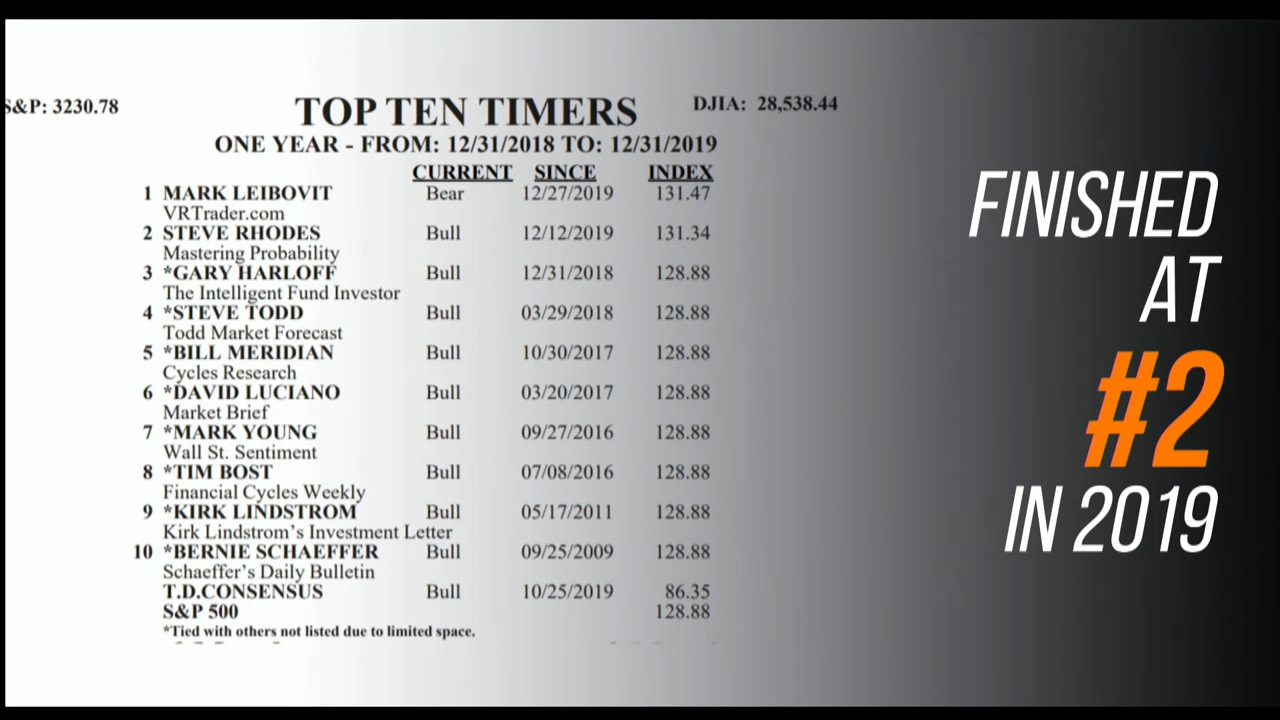 S&P: 3230.78
TOP TEN TIMERS
DJIA: 28,538.44
ONE YEAR - FROM: 12/31/2018 TO: 12/31/2019
CURRENT SINCE INDEX
1 MARK LEIBOVIT Bear 12/27/2019 131.47
VRTrader.com
2 STEVE RHODES Bull 12/12/2019 131.34
Mastering Probability
3 *GARY HARLOFF Bull 12/31/2018 128.88
The Intelligent Fund Investor
4 *STEVE TODD Bull 03/29/2018 128.88
Todd Market Forecast
5 *BILL MERIDIAN Bull 10/30/2017 128.88
Cycles Research
6 *DAVID LUCIANO Bull 03/20/2017 128.88
Market Brief
7 *MARK YOUNG Bull 09/27/2016 128.88
Wall St. Sentiment
8 *TIM BOST Bull 07/08/2016 128.88
Financial Cycles Weekly
9 *KIRK LINDSTROM Bull 05/17/2011 128.88
Kirk Lindstrom's Investment Letter
10 *BERNIE SCHAEFFER Bull 09/25/2009 128.88
Schaeffer's Daily Bulletin
T.D.CONSENSUS Bull 10/25/2019 86.35
S&P 500 128.88
*Tied with others not listed due to limited space.
FINISHED
AT
#2
IN 2019